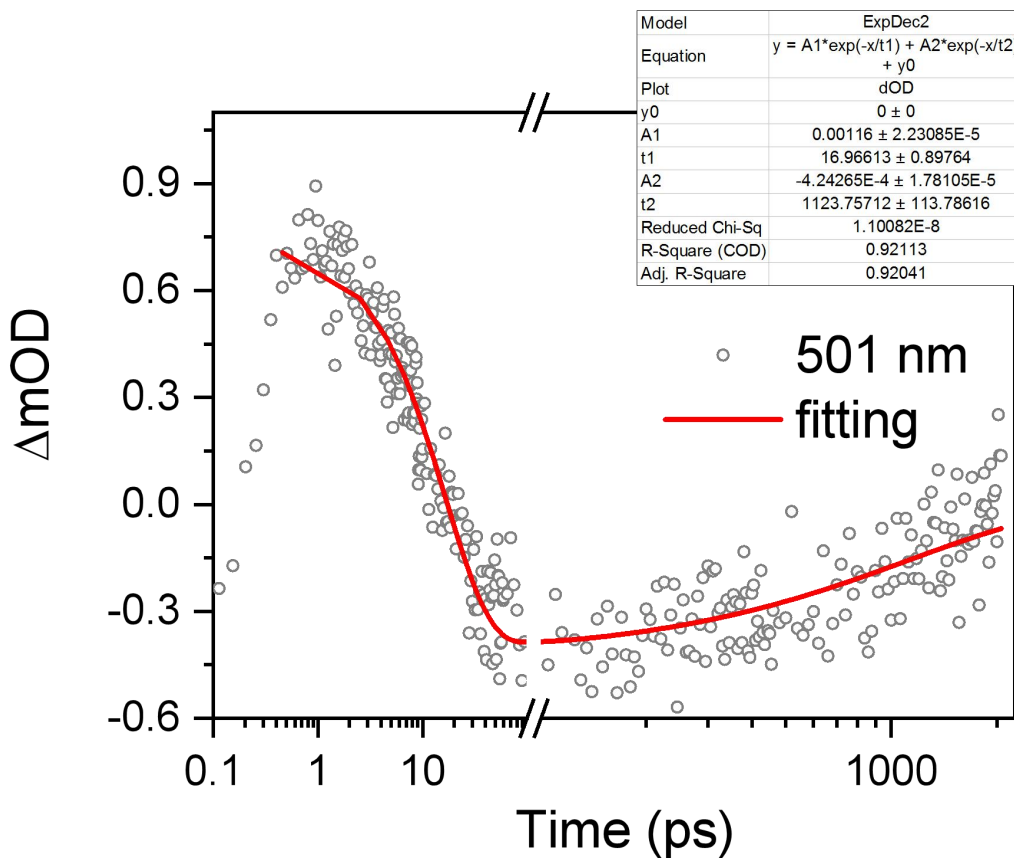 Model ExpDec2
Equation y = A1*exp(-x/t1) + A2*exp(-x/t2)
+ y0
Plot dOD
y0 0 ± 0
A1 0.00116 ± 2.23085E-5
t1 16.96613 ± 0.89764
A2 -4.24265E-4 ± 1.78105E-5
t2 1123.75712 ± 113.78616
Reduced Chi-Sq 1.10082E-8
R-Square (COD) 0.92113
Adj. R-Square 0.92041
ΔmOD
0.9
0.6
0.3
0.0
-0.3
-0.6
501 nm
fitting
0.1 1 10 1000
Time (ps)